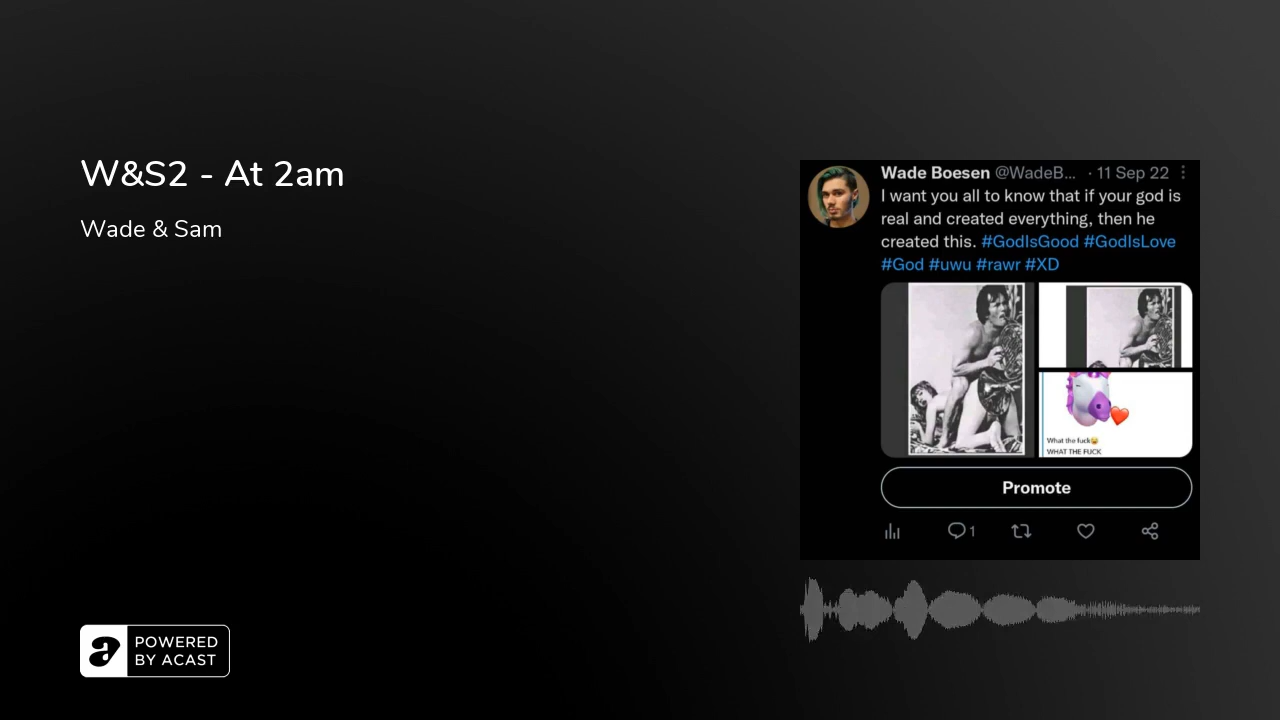 W&S2 - At 2am
Wade & Sam
Wade Boesen @WadeB... · 11 Sep 22
I want you all to know that if your god is
real and created everything, then he
created this. #GodIsGood #GodIsLove
#God #uwu #rawr #XD
What the fuck😫
WHAT THE FUCK
Promote
1
a POWERED
BY ACAST